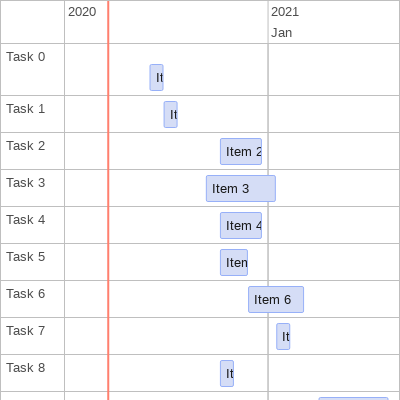 2020
2021
Jan
Task 0
It
Task 1
It
Task 2
Item 2
Task 3
Item 3
Task 4
Item 4
Task 5
Item
Task 6
Item 6
Task 7
It
Task 8
It